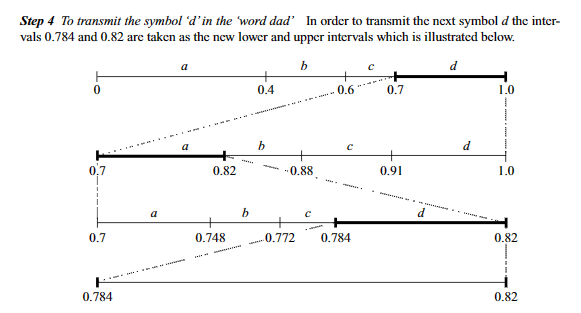 Step 4 To transmit the symbol ‘d’ in the ‘word dad’ In order to transmit the next symbol d the inter-
vals 0.784 and 0.82 are taken as the new lower and upper intervals which is illustrated below.
a b c d
0 0.4 0.6 0.7 1.0
a b c d
0.7 0.82 0.88 0.91 1.0
a b c d
0.7 0.748 0.772 0.784 0.82
0.784 0.82